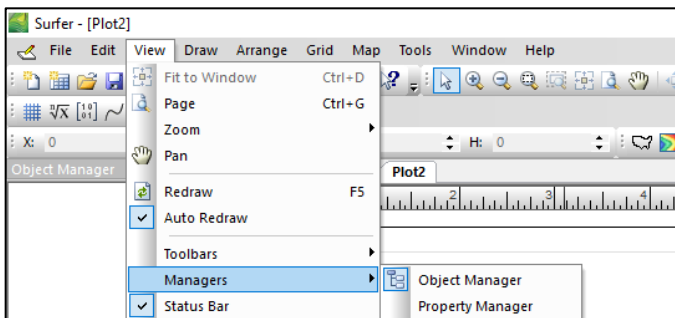 Surfer - [Plot2]
File Edit View Draw Arrange Grid Map Tools Window Help
Fit to Window Ctrl+D
Page Ctrl+G
Zoom
Pan
X: 0 H: 0
Object Manager Plot2
Redraw F5
2 3 4
Auto Redraw
Toolbars
Managers Object Manager
Status Bar Property Manager